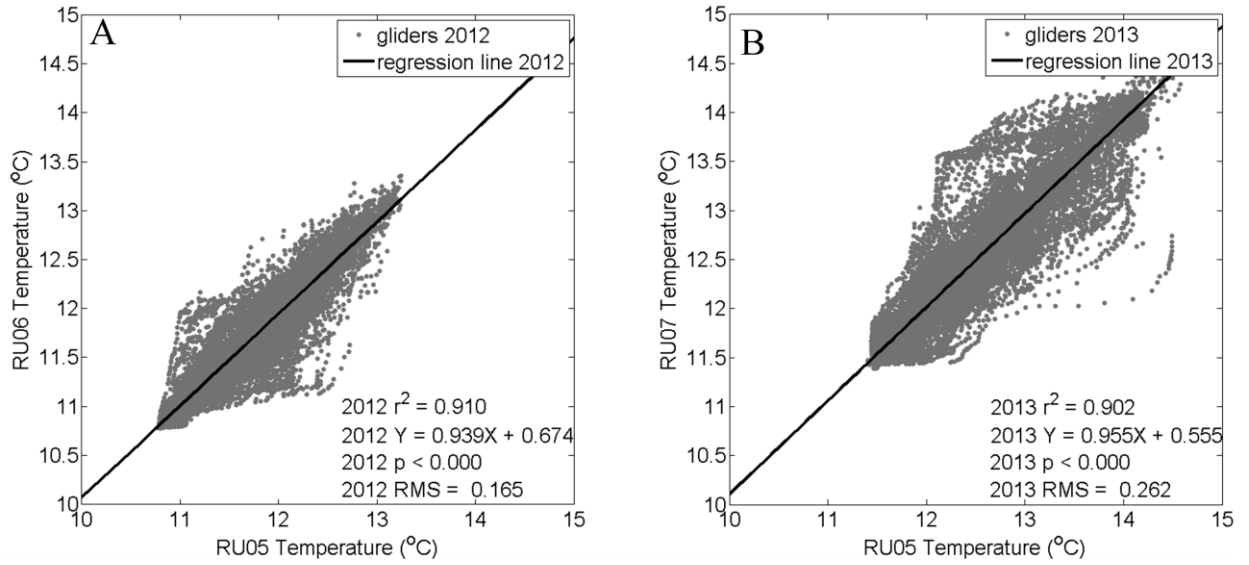 A
gliders 2012
regression line 2012
15
14.5
14
13.5
13
12.5
12
11.5
11
10.5
10
RU06 Temperature (°C)
2012 r² = 0.910
2012 Y = 0.939X + 0.674
2012 p < 0.000
2012 RMS = 0.165
10 11 12 13 14 15
RU05 Temperature (°C)
B
gliders 2013
regression line 2013
15
14.5
14
13.5
13
12.5
12
11.5
11
10.5
10
RU07 Temperature (°C)
2013 r² = 0.902
2013 Y = 0.955X + 0.555
2013 p < 0.000
2013 RMS = 0.262
10 11 12 13 14 15
RU05 Temperature (°C)